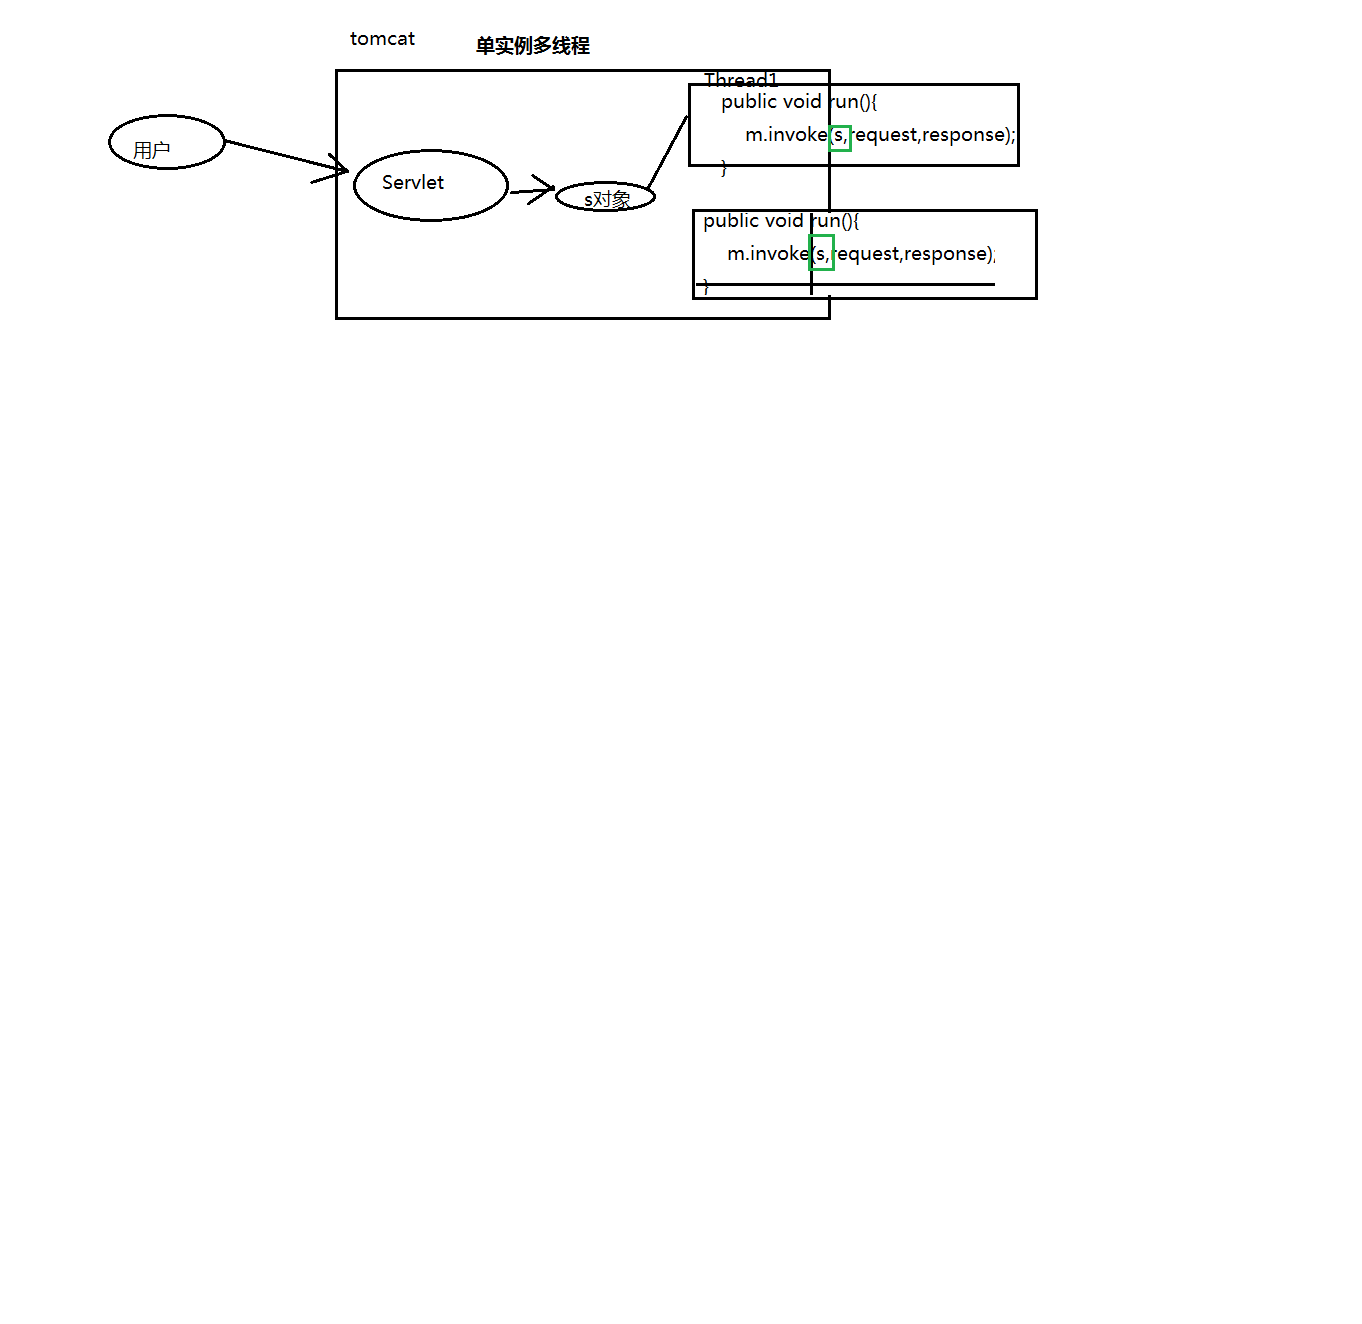 tomcat
单实例多线程
用户
Servlet
s对象
Thread1
public void run(){
m.invoke(s,request,response);
}
public void run(){
m.invoke(s,request,response);
}